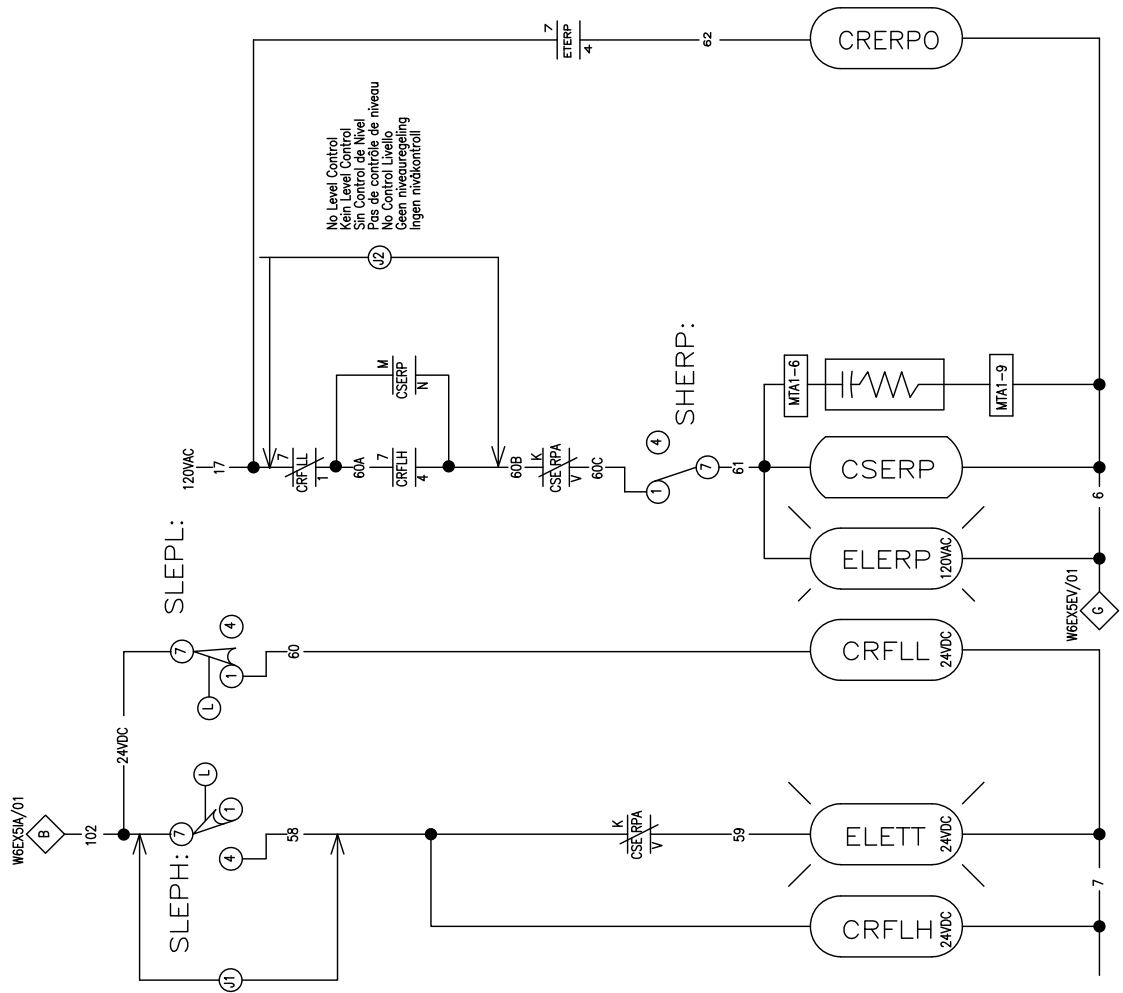 7
ETERP
4
62
CRERPO
No Level Control
Kein Level Control
Sin Control de Nivel
Pas de contrôle de niveau
No Control Livello
Geen niveauregeling
Ingen nivåkontroll
J2
M
CSERP
N
SHERP:
MTA1-6
MTA1-9
120VAC
17
7
CRFLL
1
60A
7
CRFLH
4
60B
K
CSERPA
V
60C
1
4
7
61
CSERP
6
ELERP
120VAC
W6EX5EV/01
G
SLEPL:
7
4
1
L
60
CRFLL
24VDC
24VDC
W6EX5IA/01
B
102
L
7
1
4
SLEPH:
58
K
CSERPA
V
59
ELETT
24VDC
7
J1
CRFLH
24VDC